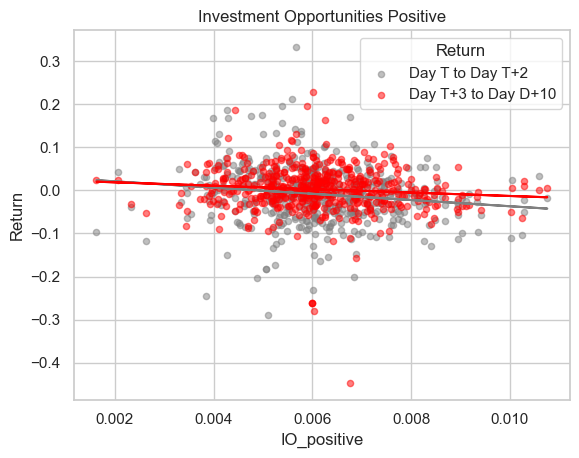 Investment Opportunities Positive
Return
Day T to Day T+2
Day T+3 to Day D+10
0.3
0.2
0.1
0.0
−0.1
−0.2
−0.3
−0.4
Return
0.002 0.004 0.006 0.008 0.010
IO_positive